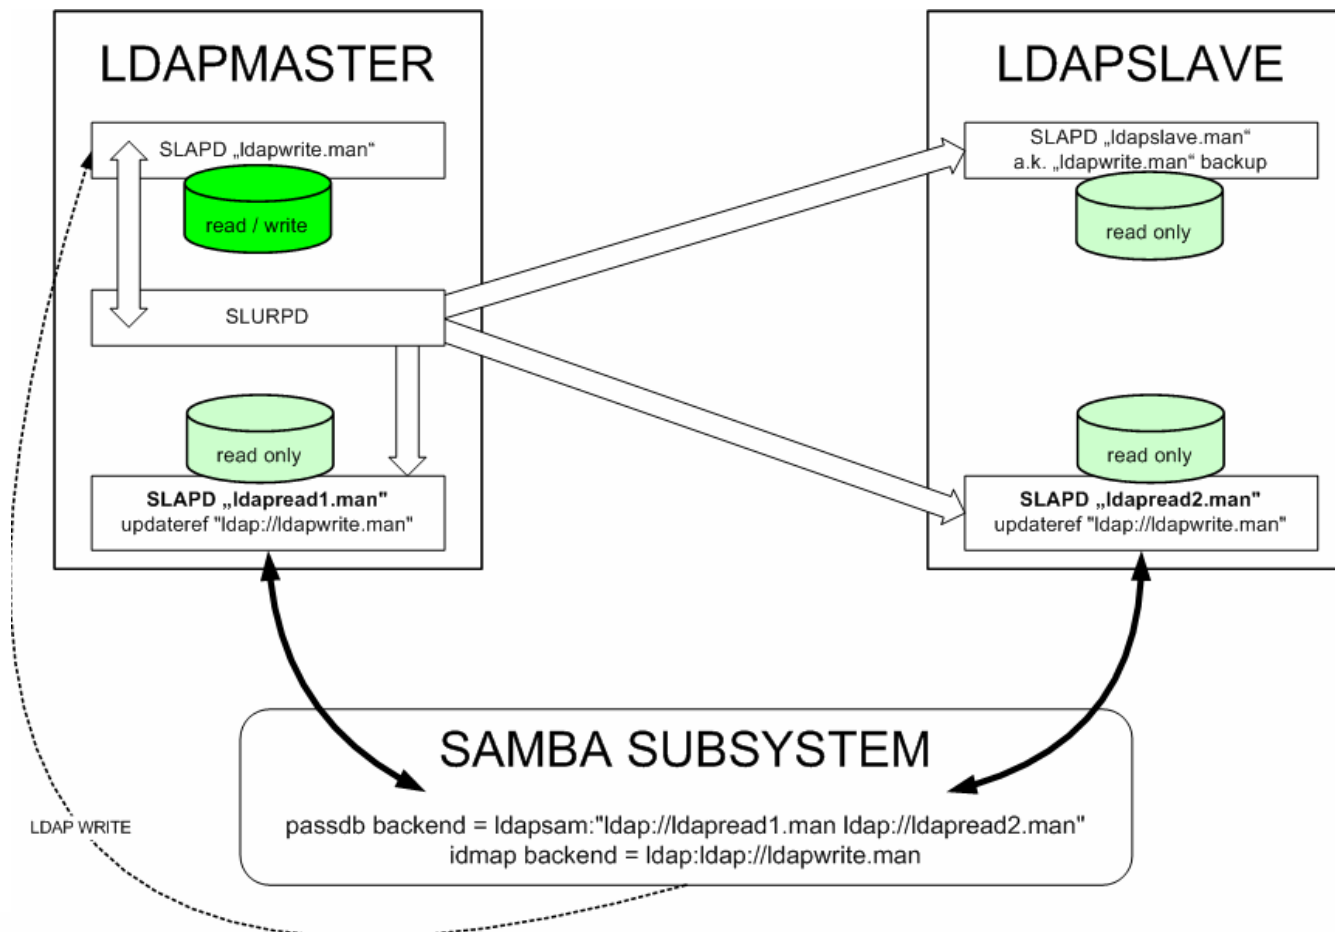 LDAPMASTER
SLAPD „ldapwrite.man“
read / write
SLURPD
read only
SLAPD „ldapread1.man"
updateref "ldap://ldapwrite.man"
LDAPSLAVE
SLAPD „ldapslave.man“
a.k. „ldapwrite.man“ backup
read only
read only
SLAPD „ldapread2.man"
updateref "ldap://ldapwrite.man"
SAMBA SUBSYSTEM
passdb backend = ldapsam:"ldap://ldapread1.man ldap://ldapread2.man"
idmap backend = ldap:ldap://ldapwrite.man
LDAP WRITE